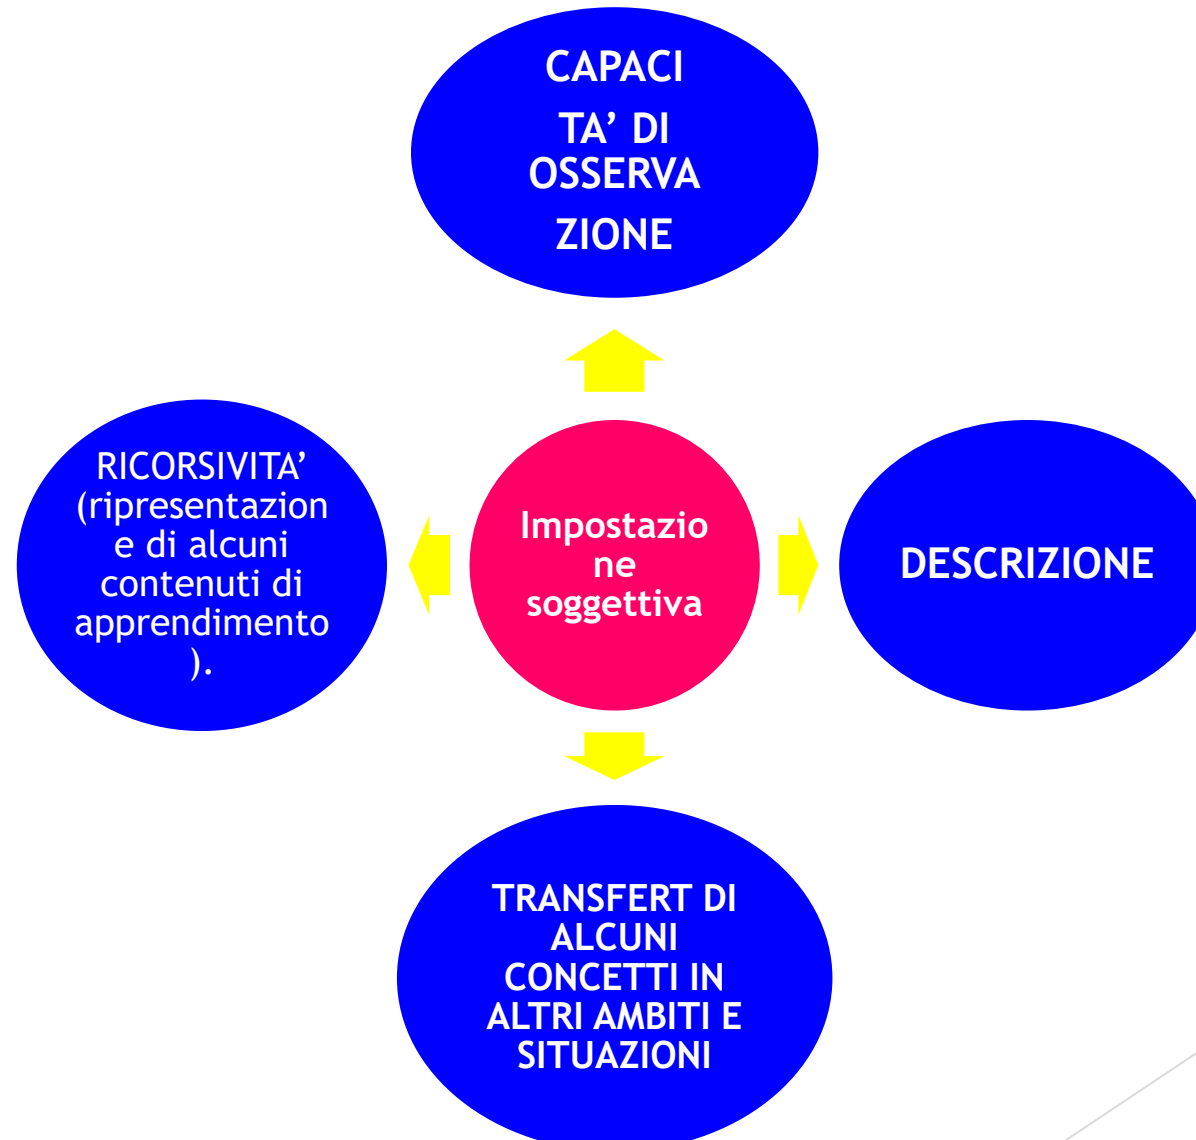 CAPACI
TA’ DI
OSSERVA
ZIONE
RICORSIVITA’
(ripresentazion
e di alcuni
contenuti di
apprendimento
).
Impostazio
ne
soggettiva
DESCRIZIONE
TRANSFERT DI
ALCUNI
CONCETTI IN
ALTRI AMBITI E
SITUAZIONI